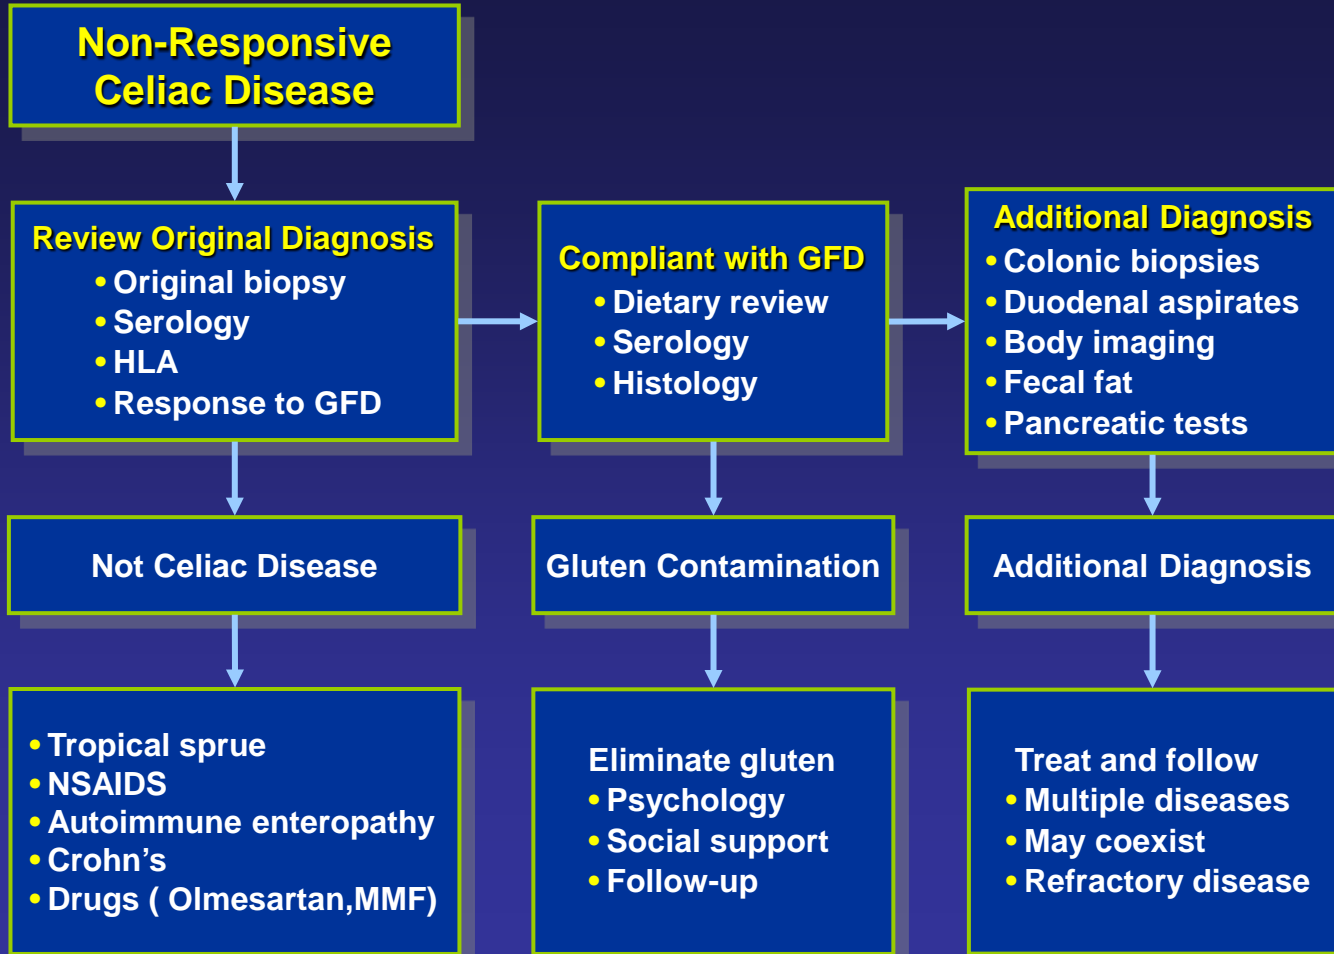 Non-Responsive
Celiac Disease
Review Original Diagnosis
• Original biopsy
• Serology
• HLA
• Response to GFD
Compliant with GFD
• Dietary review
• Serology
• Histology
Additional Diagnosis
• Colonic biopsies
• Duodenal aspirates
• Body imaging
• Fecal fat
• Pancreatic tests
Not Celiac Disease
Gluten Contamination
Additional Diagnosis
• Tropical sprue
• NSAIDS
• Autoimmune enteropathy
• Crohn’s
• Drugs ( Olmesartan,MMF)
Eliminate gluten
• Psychology
• Social support
• Follow-up
Treat and follow
• Multiple diseases
• May coexist
• Refractory disease